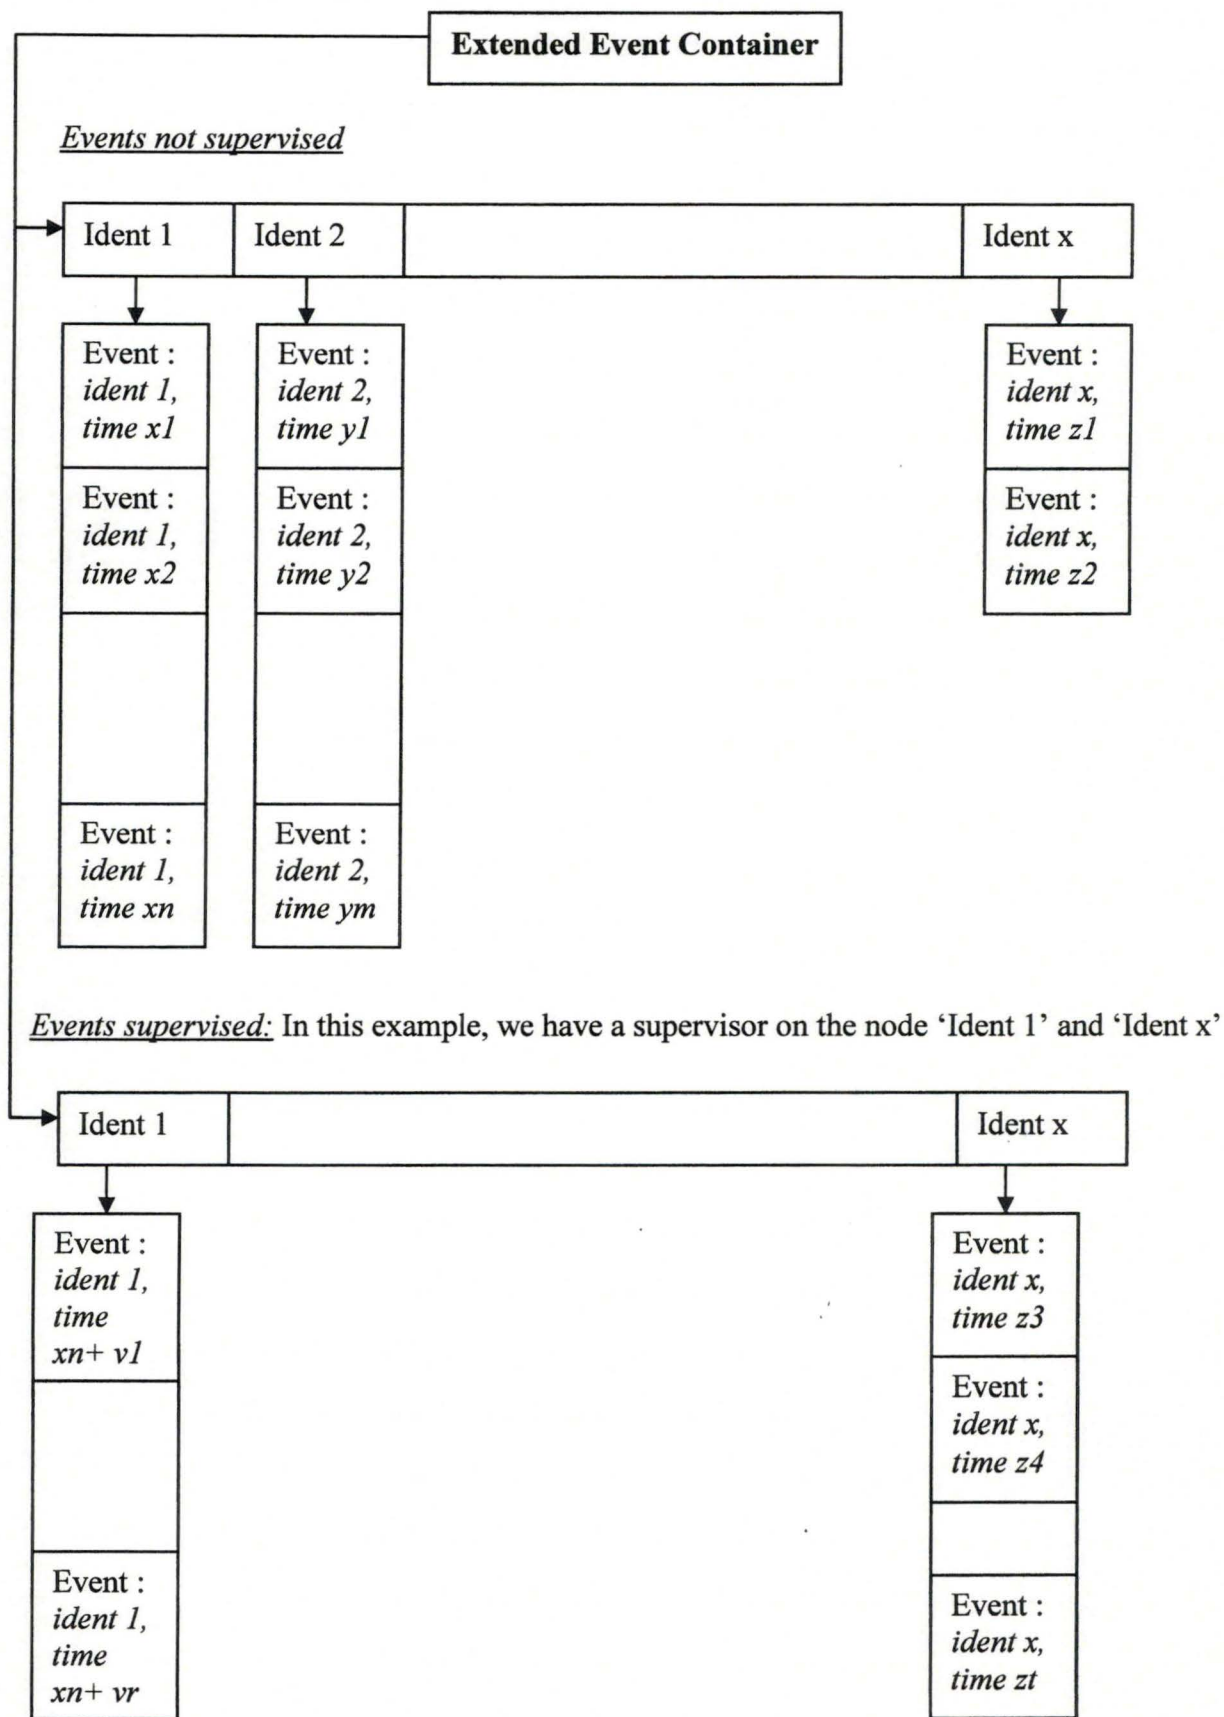 Extended Event Container
Events not supervised
Ident 1
Ident 2
Ident x
Event :
ident 1,
time x1
Event :
ident 2,
time y1
Event :
ident x,
time z1
Event :
ident 1,
time x2
Event :
ident 2,
time y2
Event :
ident x,
time z2
Event :
ident 1,
time xn
Event :
ident 2,
time ym
Events supervised: In this example, we have a supervisor on the node ‘Ident 1’ and ‘Ident x’
Ident 1
Ident x
Event :
ident 1,
time
xn+ v1
Event :
ident x,
time z3
Event :
ident x,
time z4
Event :
ident 1,
time
xn+ vr
Event :
ident x,
time zt